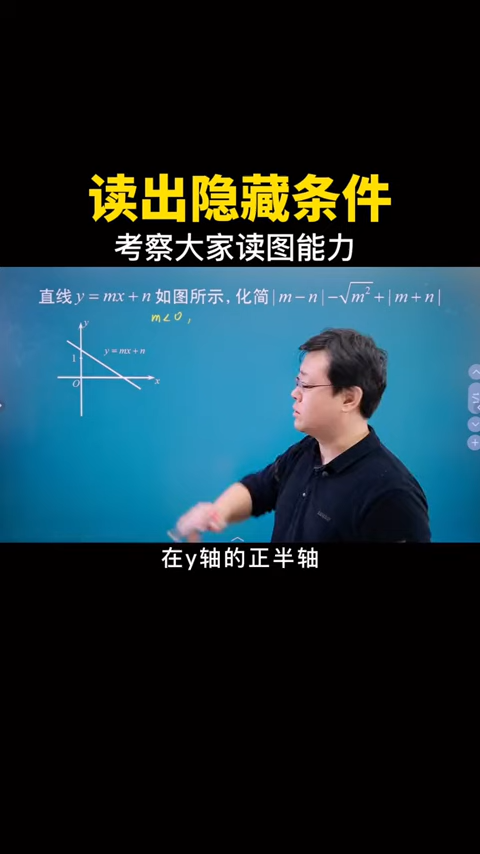 读出隐藏条件
考察大家读图能力
直线 y=mx+n 如图所示,化简|m-n|-√m²+|m+n|
m<0,
y
y=mx+n
1
O
x
在y轴的正半轴